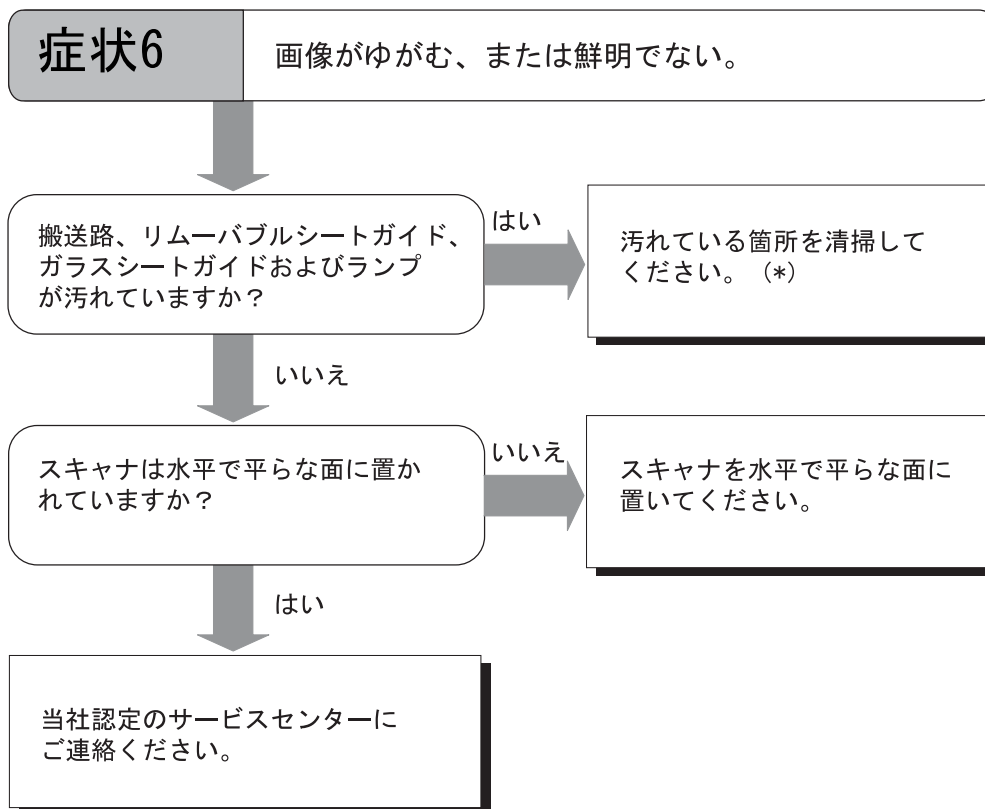 症状6
画像がゆがむ、または鮮明でない。
搬送路、リムーバブルシートガイド、
ガラスシートガイドおよびランプ
が汚れていますか？
はい
汚れている箇所を清掃して
ください。（*）
いいえ
スキャナは水平で平らな面に置か
れていますか？
いいえ
スキャナを水平で平らな面に
置いてください。
はい
当社認定のサービスセンターに
ご連絡ください。